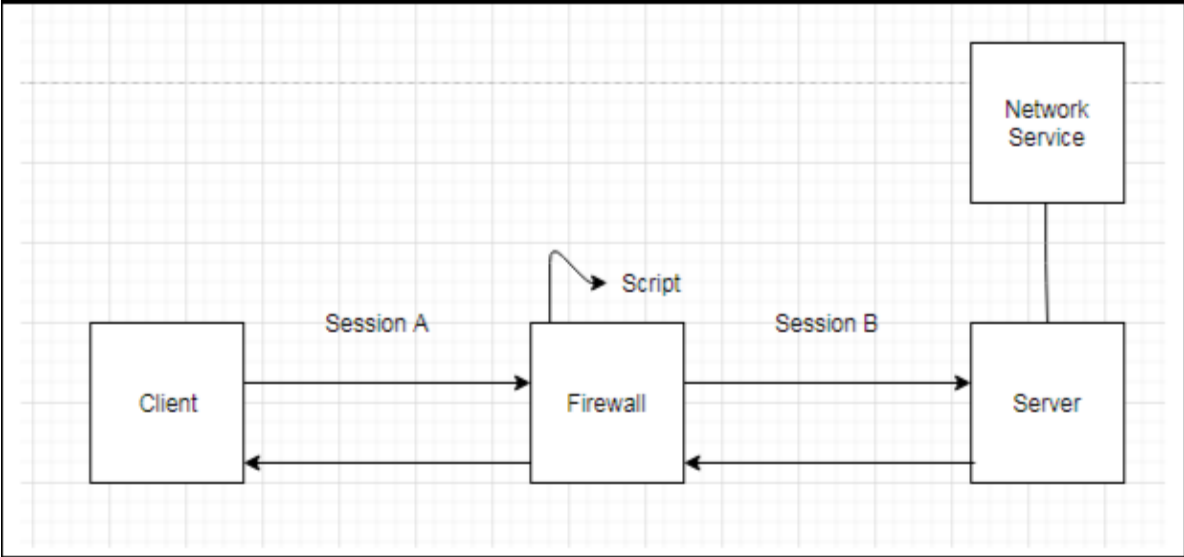 Network
Service
Script
Session A
Session B
Client
Firewall
Server